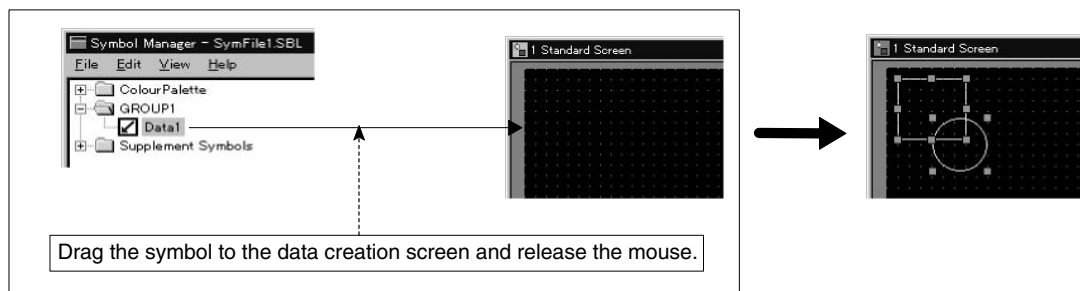 Symbol Manager - SymFile1.SBL
File Edit View Help
ColourPalette
GROUP1
Data1
Supplement Symbols
1 Standard Screen
Drag the symbol to the data creation screen and release the mouse.
1 Standard Screen